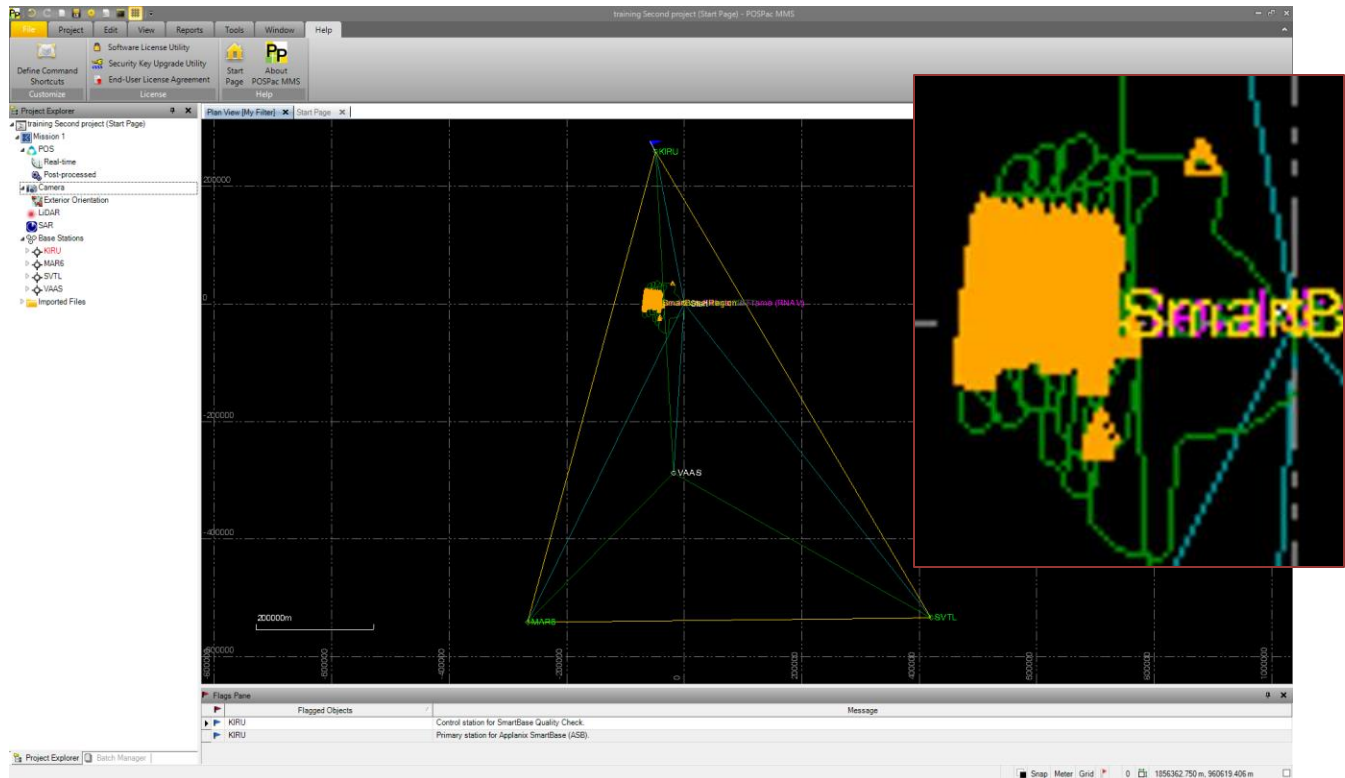 training Second project (Start Page) - POSPac MMS
File Project Edit View Reports Tools Window Help
Define Command Shortcuts
Customize
Software License Utility
Security Key Upgrade Utility
End-User License Agreement
License
Start Page
About POSPac MMS
Help
Project Explorer
training Second project (Start Page)
Mission 1
POS
Real-time
Post-processed
Camera
Exterior Orientation
LiDAR
SAR
Base Stations
KIRU
MAR6
SVTL
VAAS
Imported Files
Project Explorer Batch Manager
Plan View [My Filter] Start Page
KIRU
200000
0
SmartB
-200000
VAAS
-400000
200000m
MAR6
SVTL
-600000
0
200000
400000
600000
800000
1000000
Flags Pane
Flagged Objects Message
KIRU Control station for SmartBase Quality Check.
KIRU Primary station for Applanix SmartBase (ASB).
Snap Meter Grid 0 1856362.750 m, 960619.406 m